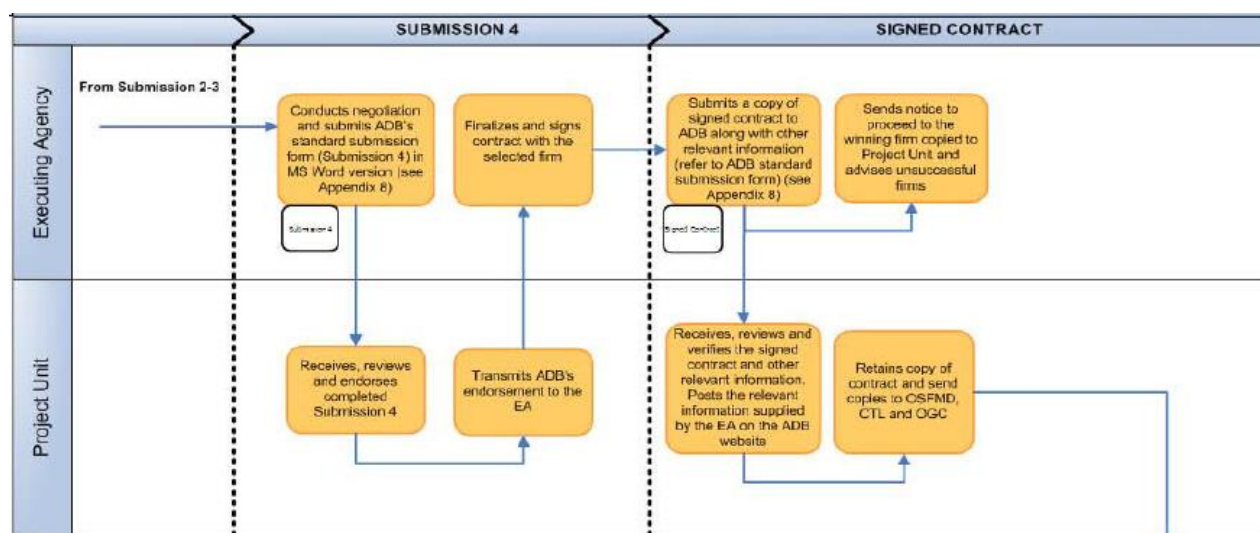 SUBMISSION 4
SIGNED CONTRACT
Executing Agency
From Submission 2-3
Conducts negotiation
and submits ADB's
standard submission
form (Submission 4) in
MS Word version (see
Appendix 8)
Submission 4
Finalizes and signs
contract with the
selected firm
Submits a copy of
signed contract to
ADB along with other
relevant information
(refer to ADB standard
submission form) (see
Appendix 8)
Signed Contract
Sends notice to
proceed to the
winning firm copied to
Project Unit and
advises unsuccessful
firms
Project Unit
Receives, reviews
and endorses
completed
Submission 4
Transmits ADB's
endorsement to the
EA
Receives, reviews and
verifies the signed
contract and other
relevant information.
Posts the relevant
information supplied
by the EA on the ADB
website
Retains copy of
contract and send
copies to OSFMD,
CTL and OGC